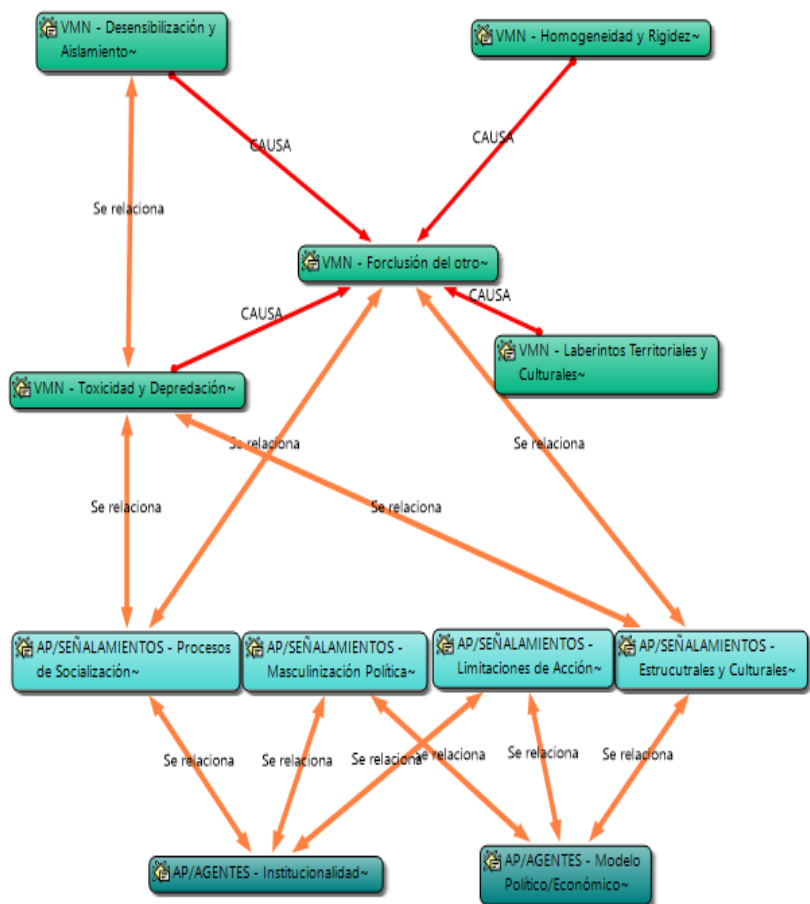 VMN - Desensibilización y
Aislamiento~
VMN - Homogeneidad y Rigidez~
CAUSA
CAUSA
Se relaciona
VMN - Forclusión del otro~
CAUSA
CAUSA
VMN - Laberintos Territoriales y
Culturales~
VMN - Toxicidad y Depredación~
Se relaciona
Se relaciona
Se relaciona
Se relaciona
AP/SEÑALAMIENTOS - Procesos
de Socialización~
AP/SEÑALAMIENTOS -
Masculinización Política~
AP/SEÑALAMIENTOS -
Limitaciones de Acción~
AP/SEÑALAMIENTOS -
Estrucutrales y Culturales~
Se relaciona
Se relaciona
Se relaciona
Se relaciona
Se relaciona
Se relaciona
AP/AGENTES - Institucionalidad~
AP/AGENTES - Modelo
Político/Económico~